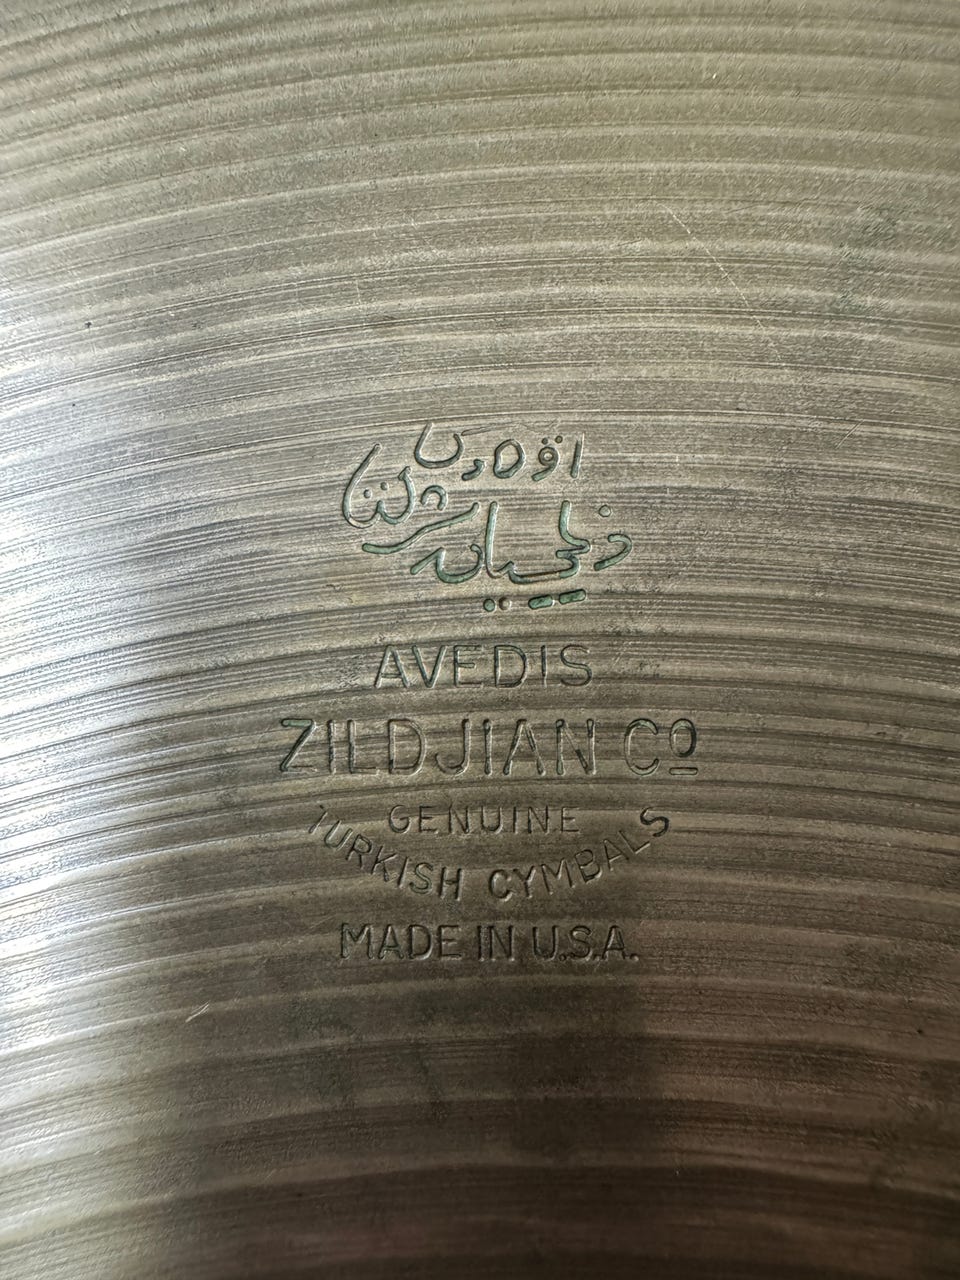 AVEDIS
ZILDJIAN Cº
GENUINE
TURKISH CYMBALS
MADE IN U.S.A.